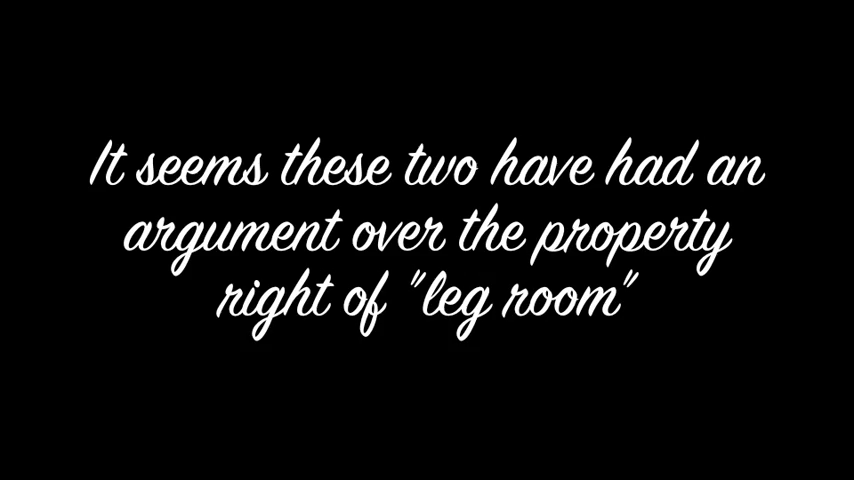 It seems these two have had an
argument over the property
right of "leg room"